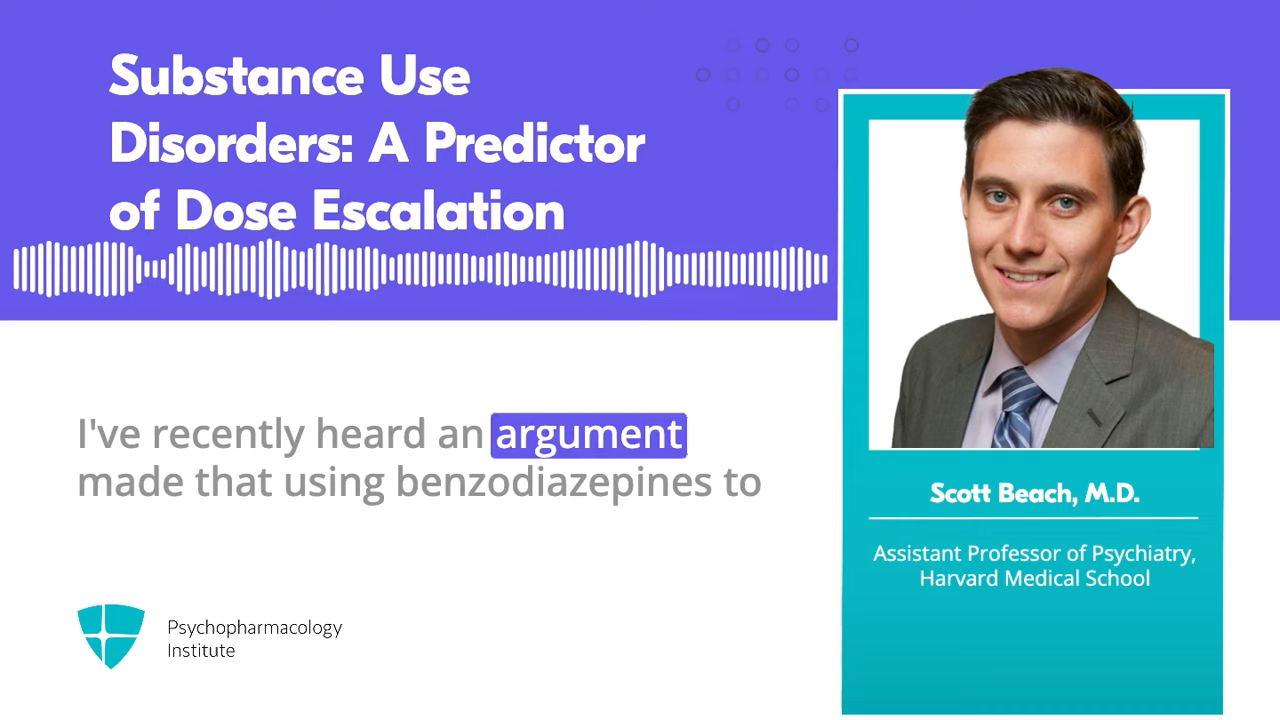 Substance Use
Disorders: A Predictor
of Dose Escalation
I've recently heard an argument
made that using benzodiazepines to
Psychopharmacology
Institute
Scott Beach, M.D.
Assistant Professor of Psychiatry,
Harvard Medical School